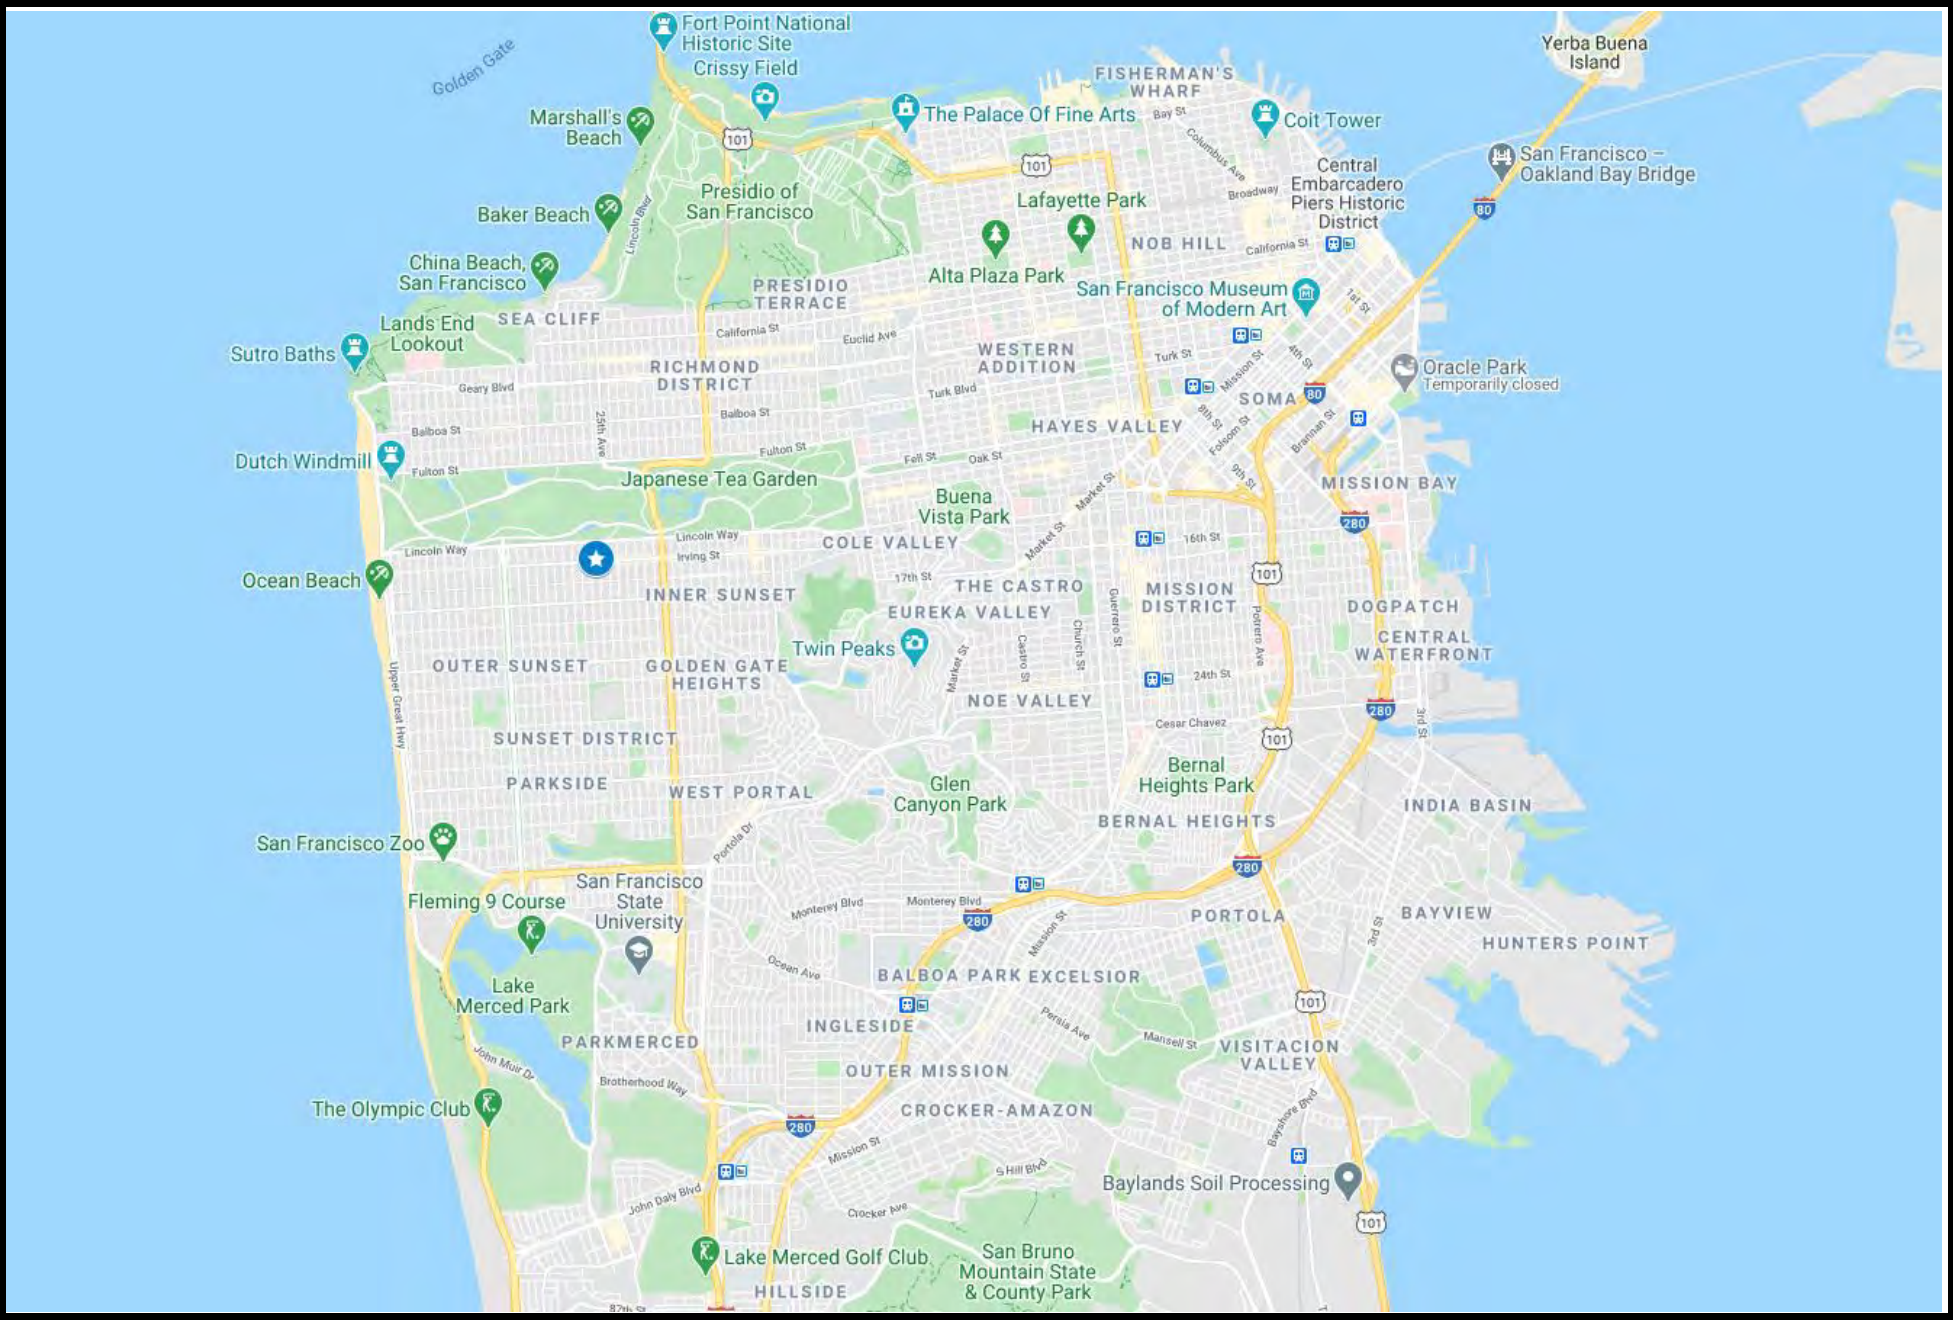 Fort Point National
Historic Site
Golden Gate
Crissy Field
Yerba Buena
Island
FISHERMAN'S
WHARF
Marshall's
Beach
The Palace Of Fine Arts
Bay St
Coit Tower
101
101
Columbus Ave
San Francisco –
Oakland Bay Bridge
Central
Embarcadero
Piers Historic
District
Presidio of
San Francisco
Lafayette Park
Broadway
80
Baker Beach
Lincoln Blvd
NOB HILL
California St
China Beach,
San Francisco
Alta Plaza Park
PRESIDIO
TERRACE
San Francisco Museum
of Modern Art
1st St
SEA CLIFF
Lands End
Lookout
California St
Euclid Ave
Sutro Baths
WESTERN
ADDITION
Turk St
Mission St
4th St
RICHMOND
DISTRICT
Oracle Park
Temporarily closed
Geary Blvd
Turk Blvd
SOMA
80
25th Ave
Balboa St
8th St
Folsom St
Brannan St
Balboa St
HAYES VALLEY
Dutch Windmill
Fulton St
Fulton St
Fell St
Oak St
9th St
Japanese Tea Garden
Market St
MISSION BAY
Buena
Vista Park
280
Lincoln Way
Lincoln Way
Irving St
COLE VALLEY
Market St
16th St
Ocean Beach
17th St
THE CASTRO
101
INNER SUNSET
MISSION
DISTRICT
EUREKA VALLEY
Guerrero St
DOGPATCH
Potrero Ave
CENTRAL
WATERFRONT
Twin Peaks
Castro St
Church St
OUTER SUNSET
GOLDEN GATE
HEIGHTS
Market St
24th St
Upper Great Hwy
NOE VALLEY
280
Cesar Chavez
3rd St
SUNSET DISTRICT
101
PARKSIDE
WEST PORTAL
Glen
Canyon Park
Bernal
Heights Park
INDIA BASIN
BERNAL HEIGHTS
San Francisco Zoo
Portola Dr
280
San Francisco
State
University
Fleming 9 Course
Monterey Blvd
Monterey Blvd
280
Mission St
PORTOLA
BAYVIEW
3rd St
HUNTERS POINT
Ocean Ave
BALBOA PARK
EXCELSIOR
Lake
Merced Park
101
INGLESIDE
Persia Ave
PARKMERCED
Mansell St
VISITACION
VALLEY
John Muir Dr
OUTER MISSION
Brotherhood Way
The Olympic Club
CROCKER-AMAZON
280
Bayshore Blvd
Mission St
S Hill Blvd
Baylands Soil Processing
John Daly Blvd
Crocker Ave
101
Lake Merced Golf Club
San Bruno
Mountain State
& County Park
HILLSIDE
87th St